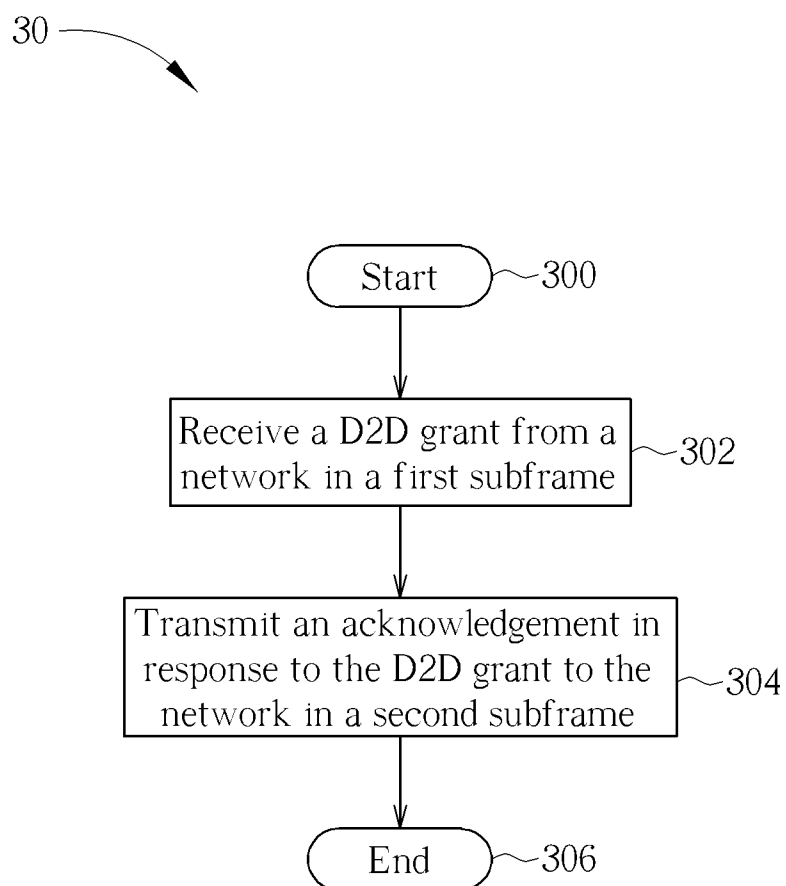 30
Start
300
Receive a D2D grant from a
network in a first subframe
302
Transmit an acknowledgement in
response to the D2D grant to the
network in a second subframe
304
End
306